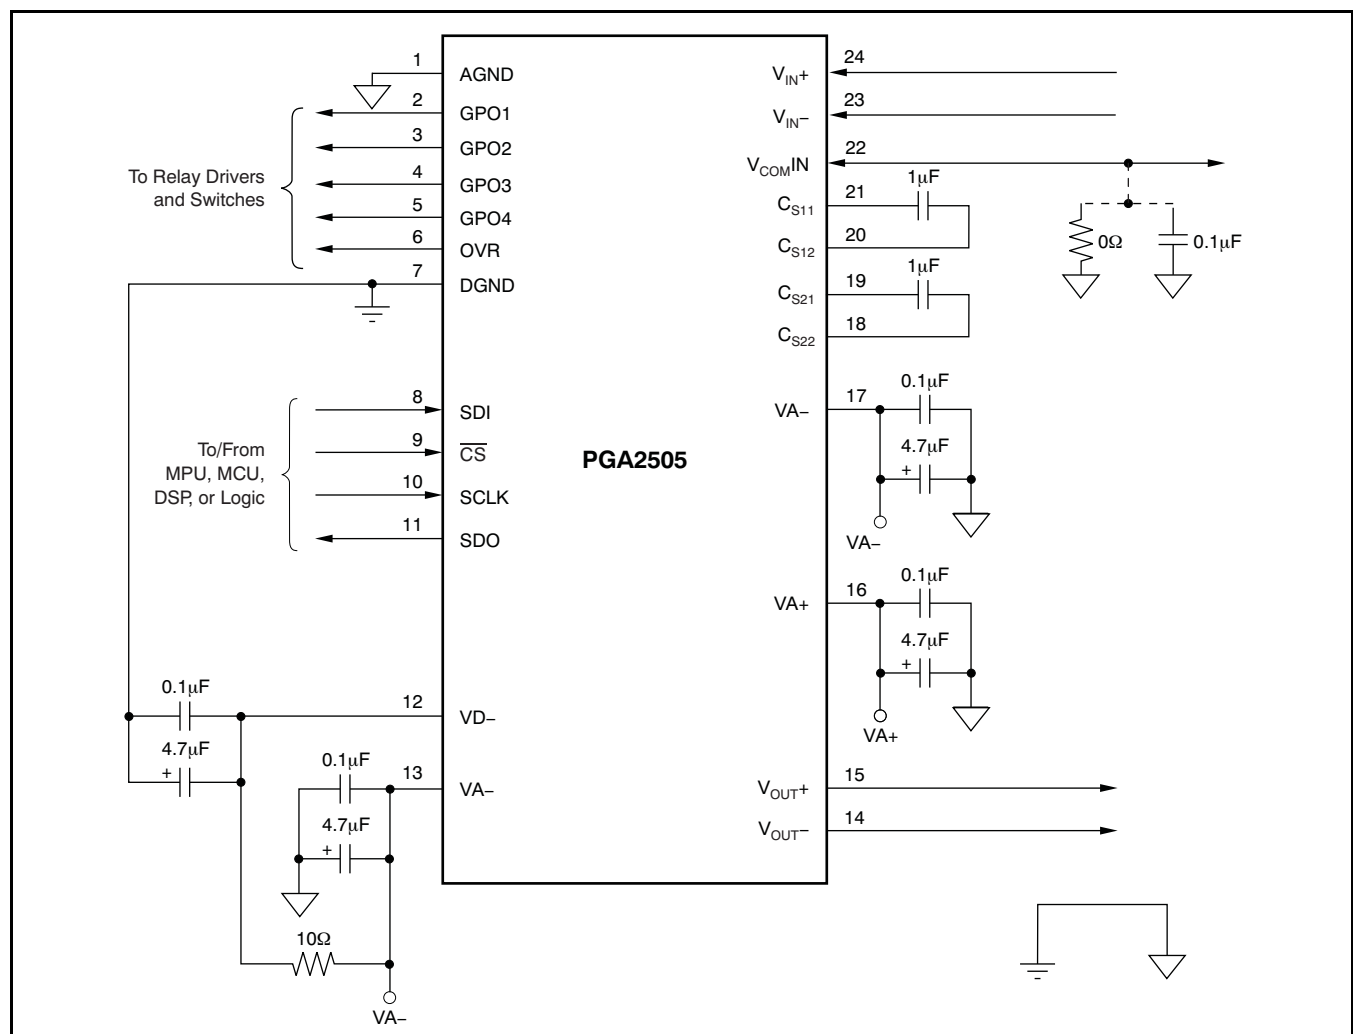 1
AGND
2
GPO1
3
GPO2
4
GPO3
5
GPO4
6
OVR
7
DGND
To Relay Drivers
and Switches
8
SDI
9
CS
10
SCLK
11
SDO
To/From
MPU, MCU,
DSP, or Logic
12
VD–
0.1μF
4.7μF
+
13
VA–
0.1μF
4.7μF
+
10Ω
VA–
PGA2505
24
VIN+
23
VIN–
22
VCOMIN
0Ω
0.1μF
21
CS11
1μF
20
CS12
19
CS21
1μF
18
CS22
17
VA–
0.1μF
4.7μF
+
VA–
16
VA+
0.1μF
4.7μF
+
VA+
15
VOUT+
14
VOUT–